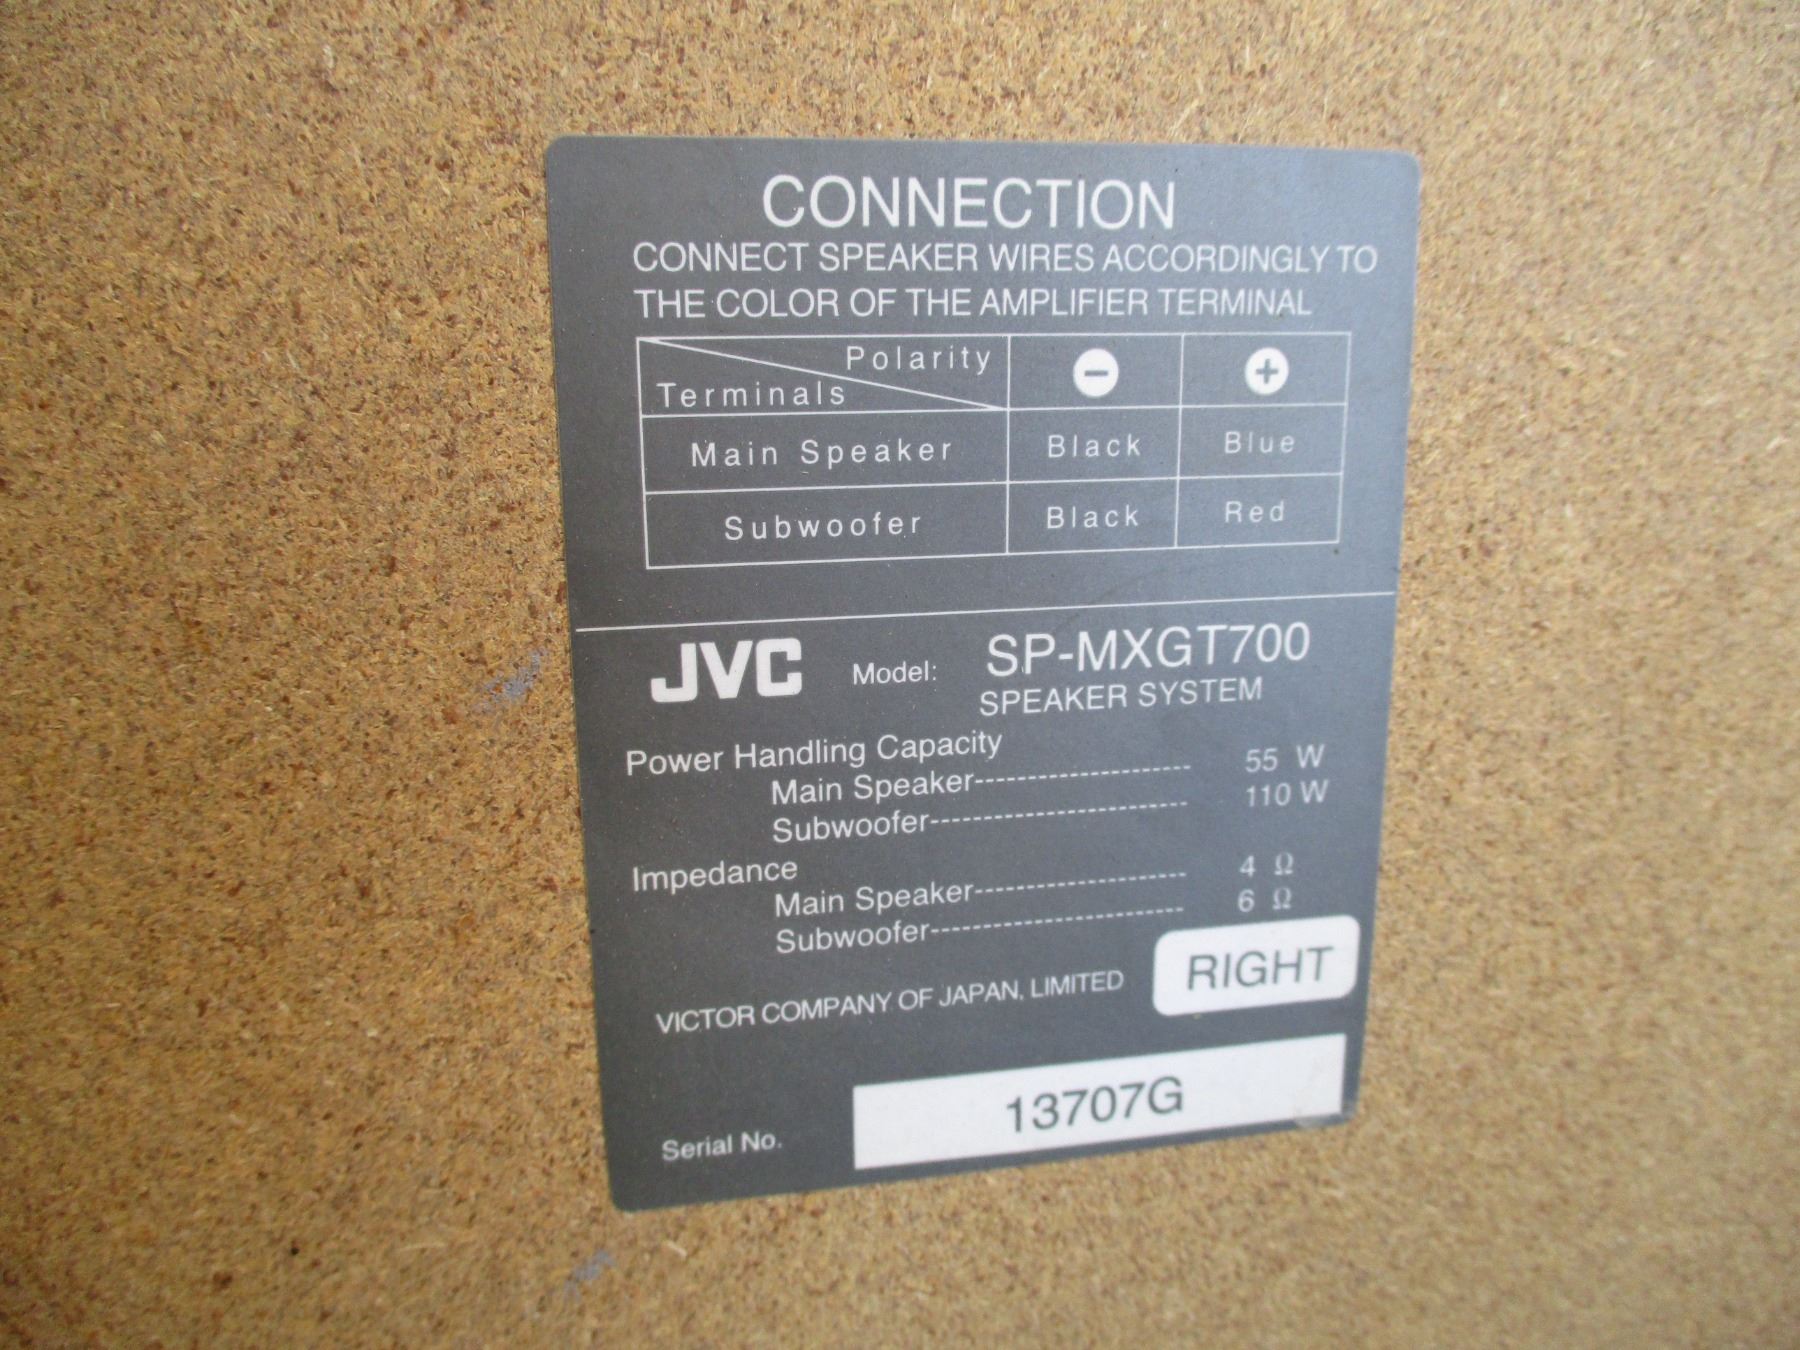 CONNECTION
CONNECT SPEAKER WIRES ACCORDINGLY TO
THE COLOR OF THE AMPLIFIER TERMINAL
Polarity − +
Terminals
Main Speaker Black Blue
Subwoofer Black Red
JVC Model: SP-MXGT700
SPEAKER SYSTEM
Power Handling Capacity
Main Speaker-------------------- 55 W
Subwoofer------------------------ 110 W
Impedance
Main Speaker-------------------- 4 Ω
Subwoofer------------------------ 6 Ω
VICTOR COMPANY OF JAPAN, LIMITED RIGHT
Serial No. 13707G